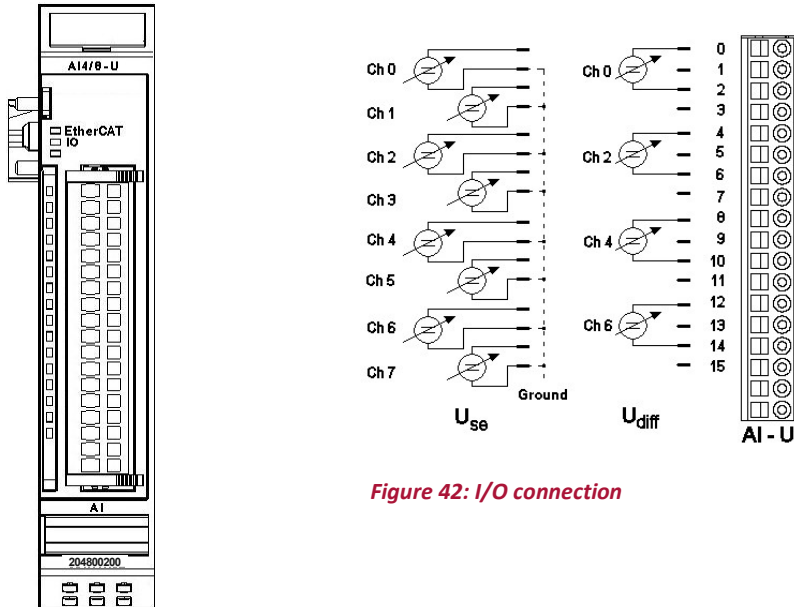 AI4/8-U
EtherCAT
IO
AI
204800200
Ch 0
Ch 1
Ch 2
Ch 3
Ch 4
Ch 5
Ch 6
Ch 7
Ground
Use
Ch 0
Ch 2
Ch 4
Ch 6
Udiff
0
1
2
3
4
5
6
7
8
9
10
11
12
13
14
15
AI - U
Figure 42: I/O connection